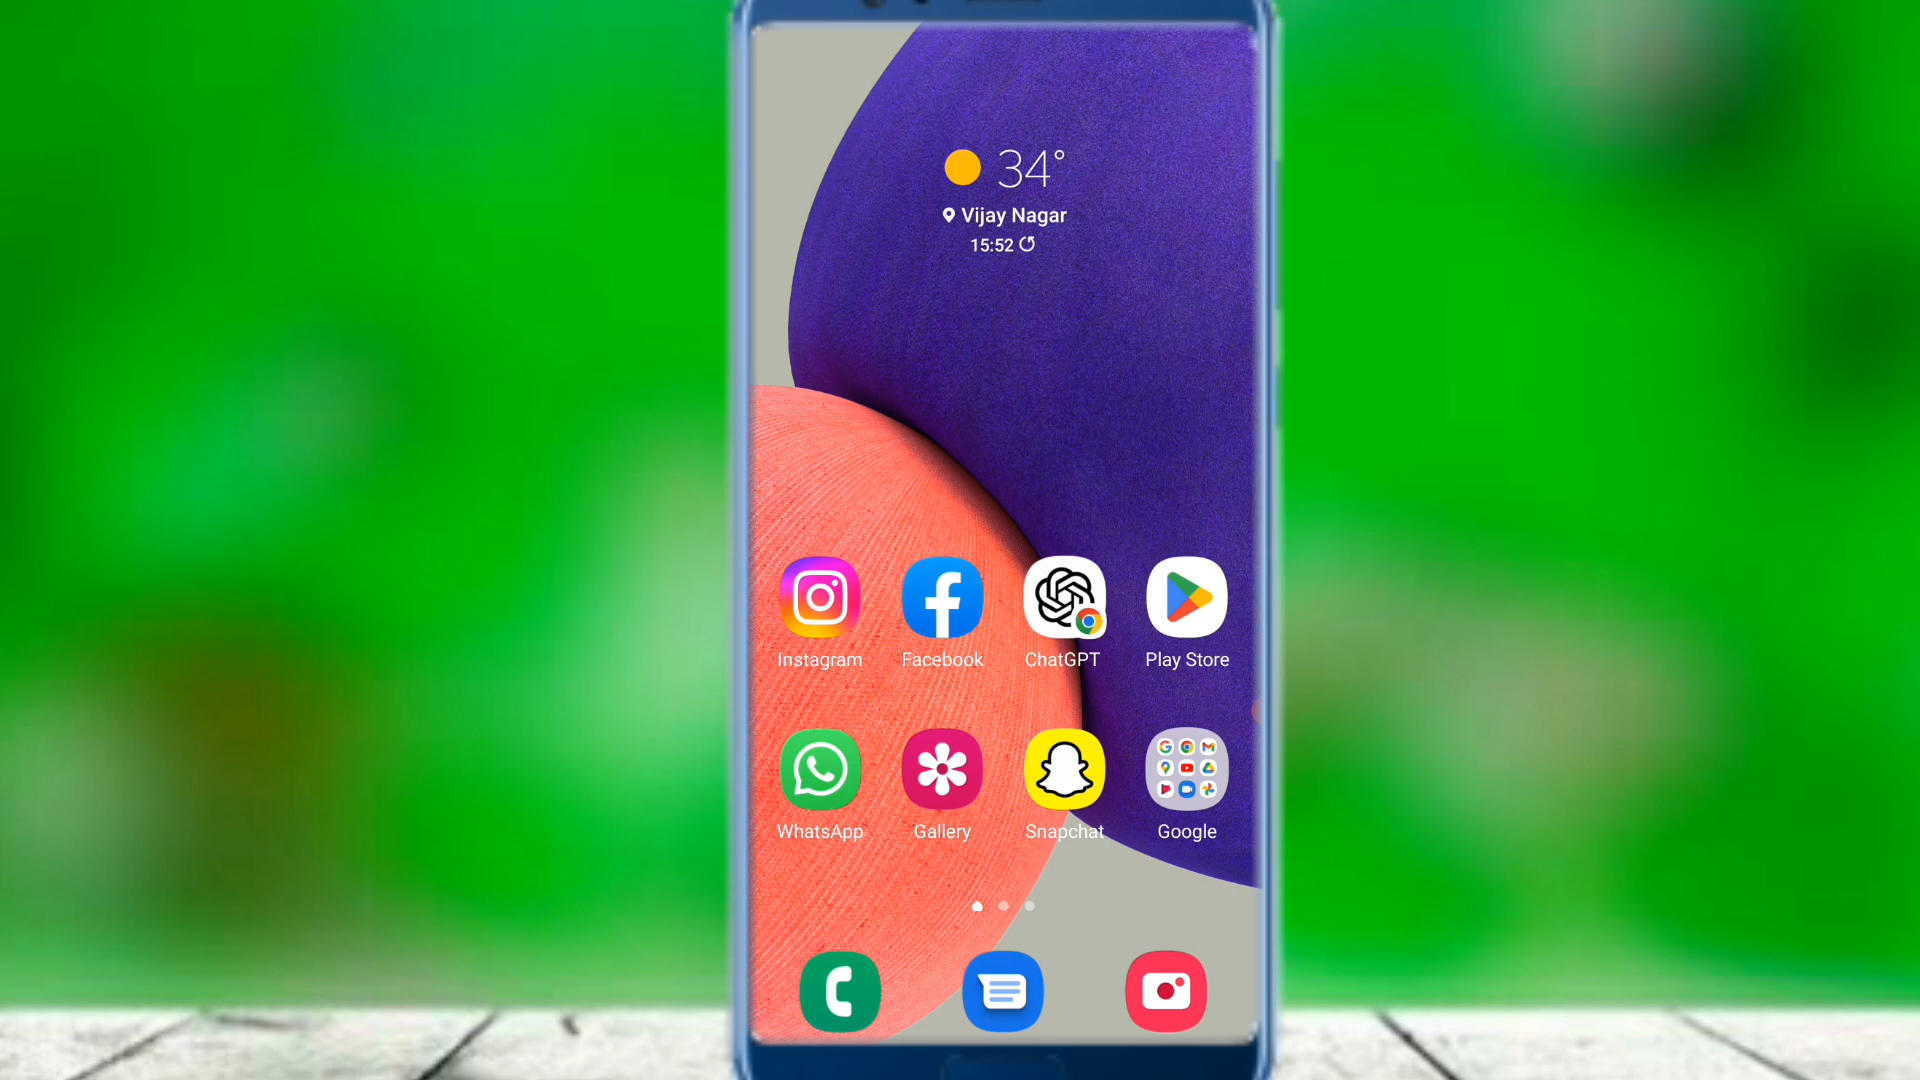 34°
Vijay Nagar
15:52
Instagram Facebook ChatGPT Play Store
WhatsApp Gallery Snapchat Google